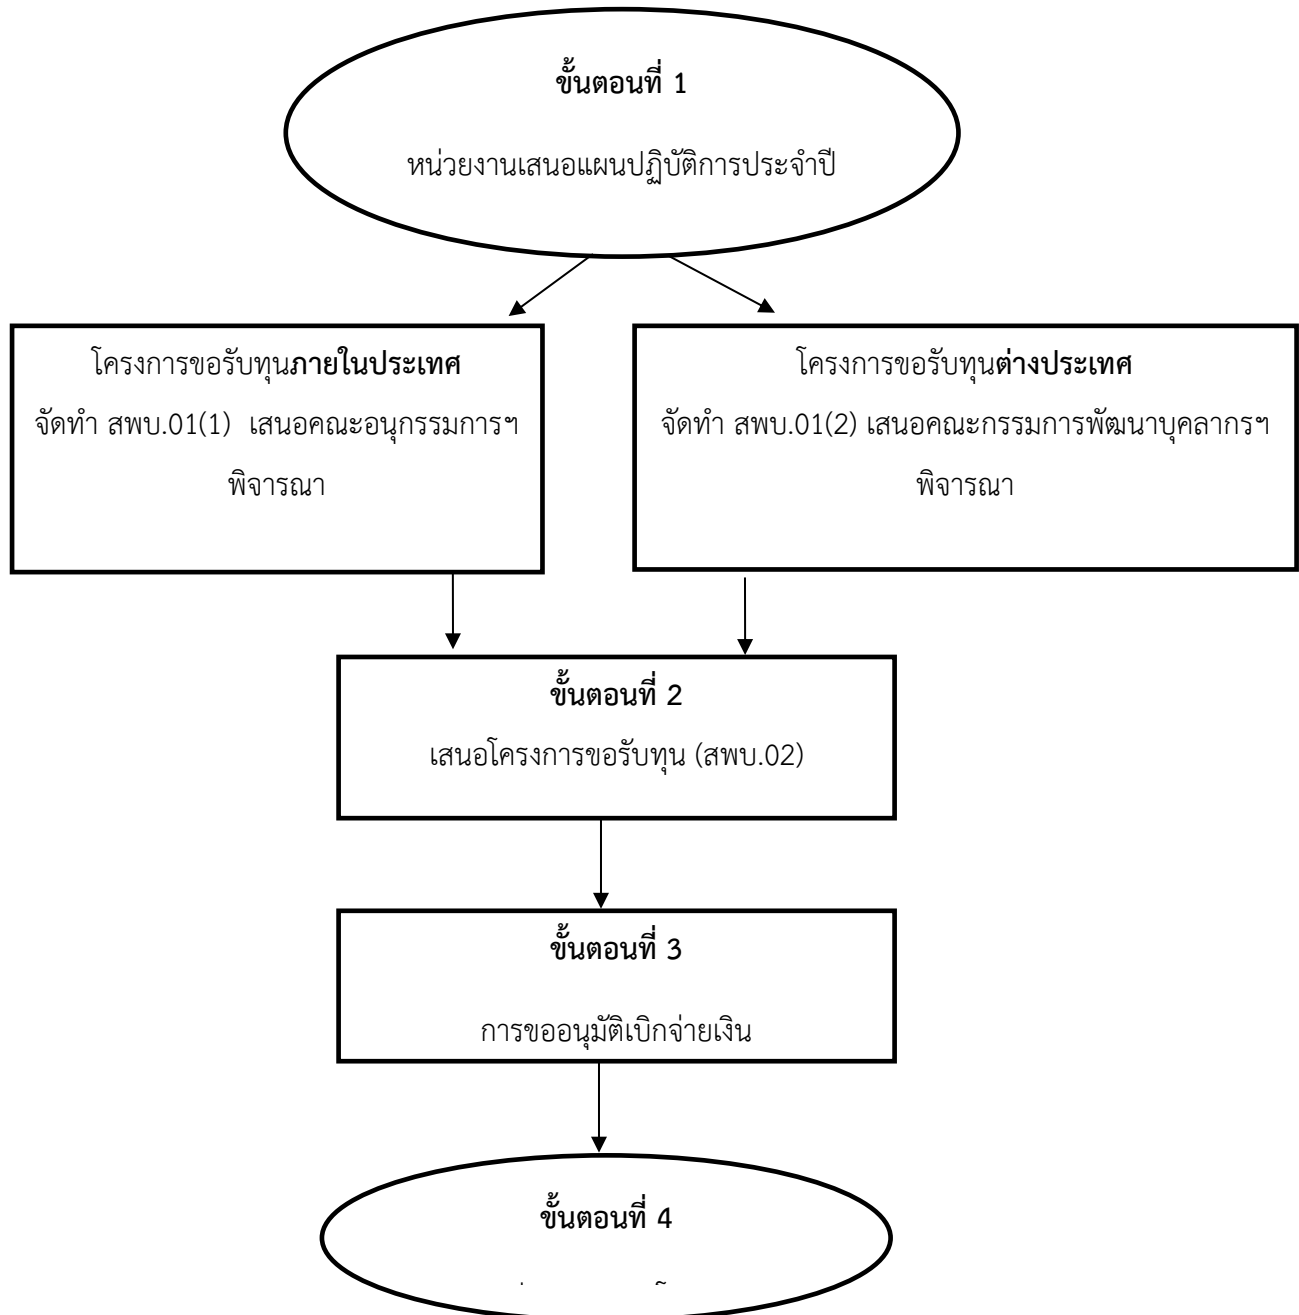 ขั้นตอนที่ 1
หน่วยงานเสนอแผนปฏิบัติการประจำปี
โครงการขอรับทุนภายในประเทศ
จัดทำ สพบ.01(1) เสนอคณะอนุกรรมการฯ
พิจารณา
โครงการขอรับทุนต่างประเทศ
จัดทำ สพบ.01(2) เสนอคณะกรรมการพัฒนาบุคลากรฯ
พิจารณา
ขั้นตอนที่ 2
เสนอโครงการขอรับทุน (สพบ.02)
ขั้นตอนที่ 3
การขออนุมัติเบิกจ่ายเงิน
ขั้นตอนที่ 4